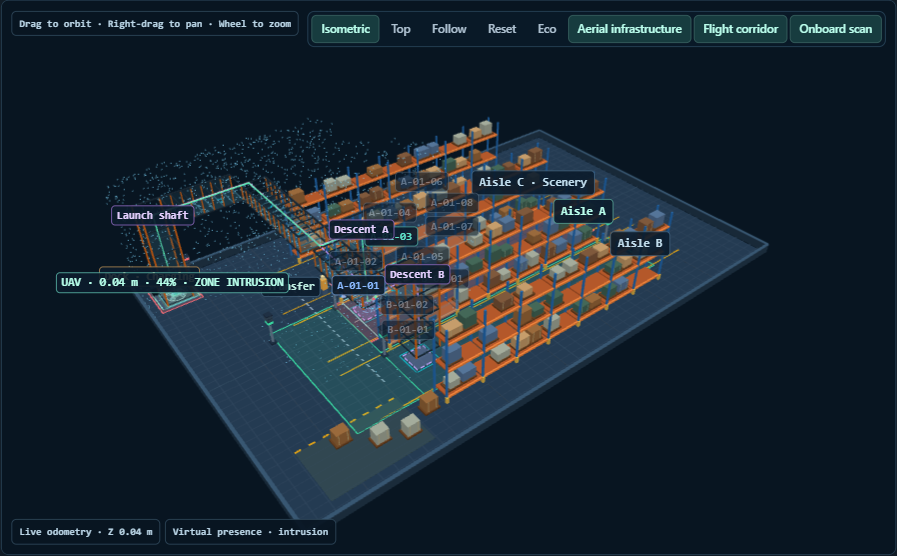 Drag to orbit · Right-drag to pan · Wheel to zoom
Isometric Top Follow Reset Eco Aerial infrastructure Flight corridor Onboard scan
A-01-06
Aisle C · Scenery
A-01-08
Launch shaft
A-01-04
Aisle A
Descent A
-03
A-01-07
Aisle B
A-01-02
A-01-05
Descent B
01
UAV · 0.04 m · 44% · ZONE INTRUSION
sfer
A-01-01
B-01-02
B-01-01
Live odometry · Z 0.04 m
Virtual presence · intrusion